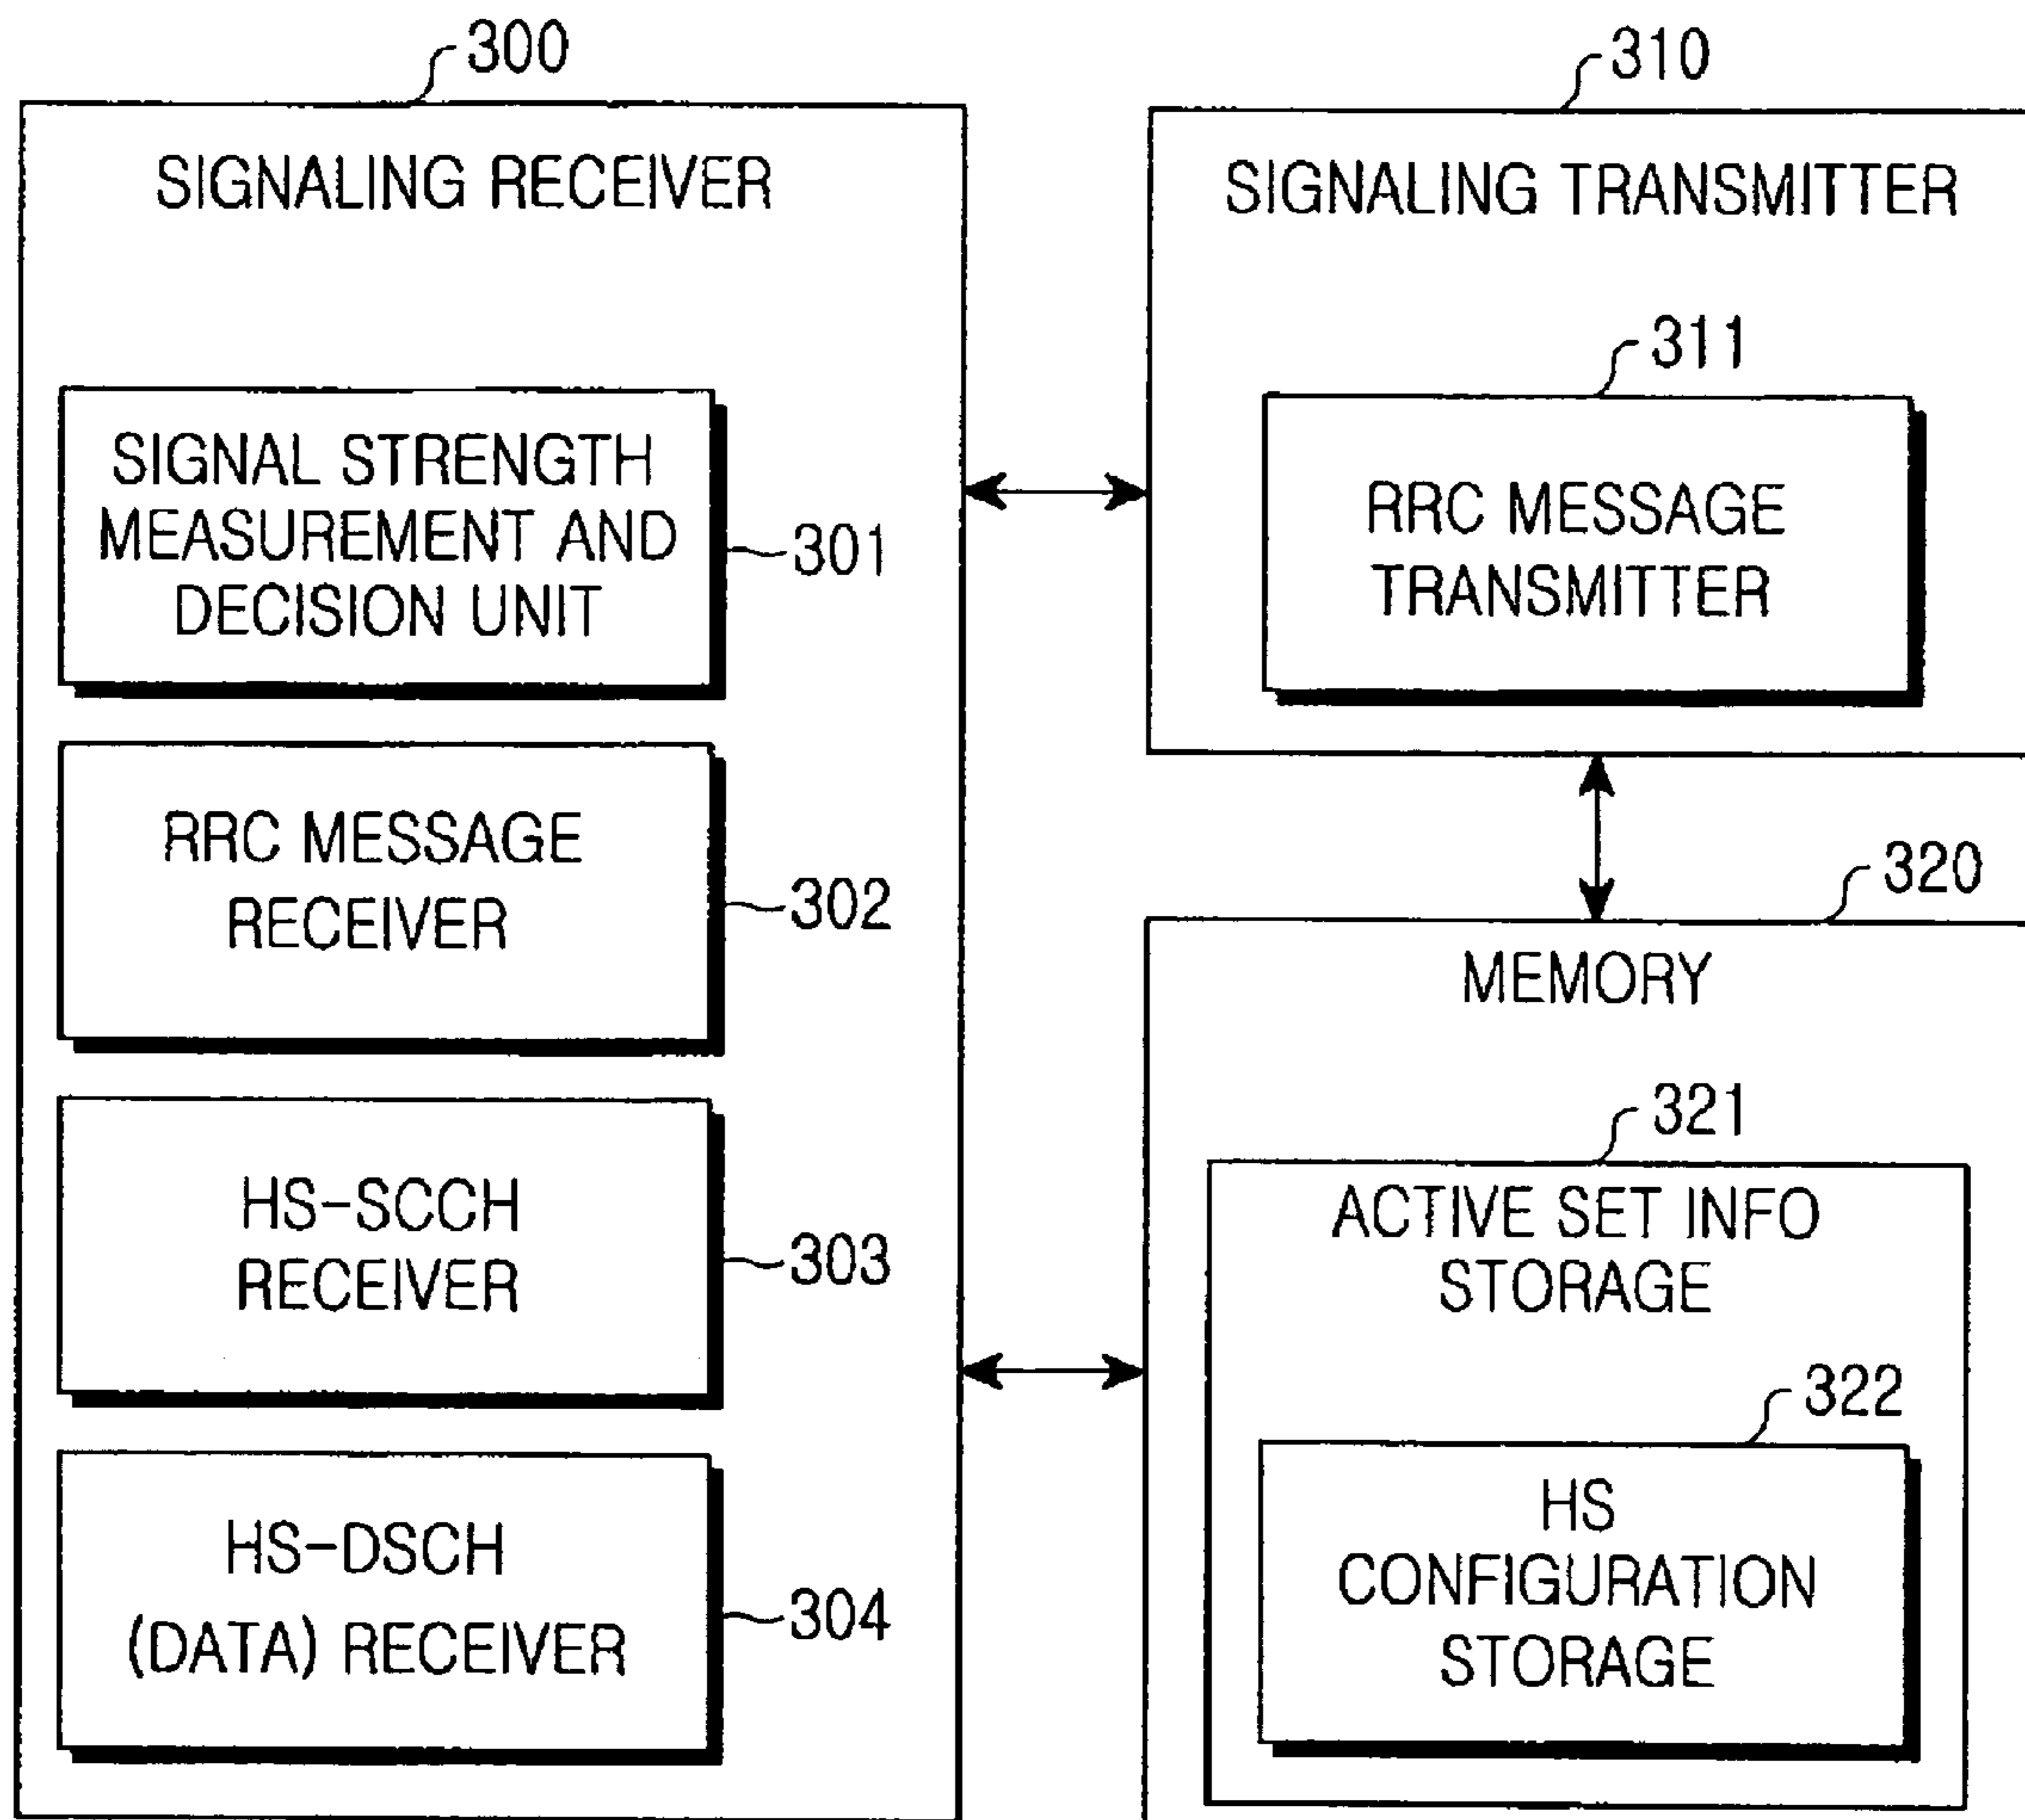 300
SIGNALING RECEIVER
SIGNAL STRENGTH
MEASUREMENT AND
DECISION UNIT
301
RRC MESSAGE
RECEIVER
302
HS-SCCH
RECEIVER
303
HS-DSCH
(DATA) RECEIVER
304
310
SIGNALING TRANSMITTER
311
RRC MESSAGE
TRANSMITTER
320
MEMORY
321
ACTIVE SET INFO
STORAGE
322
HS
CONFIGURATION
STORAGE